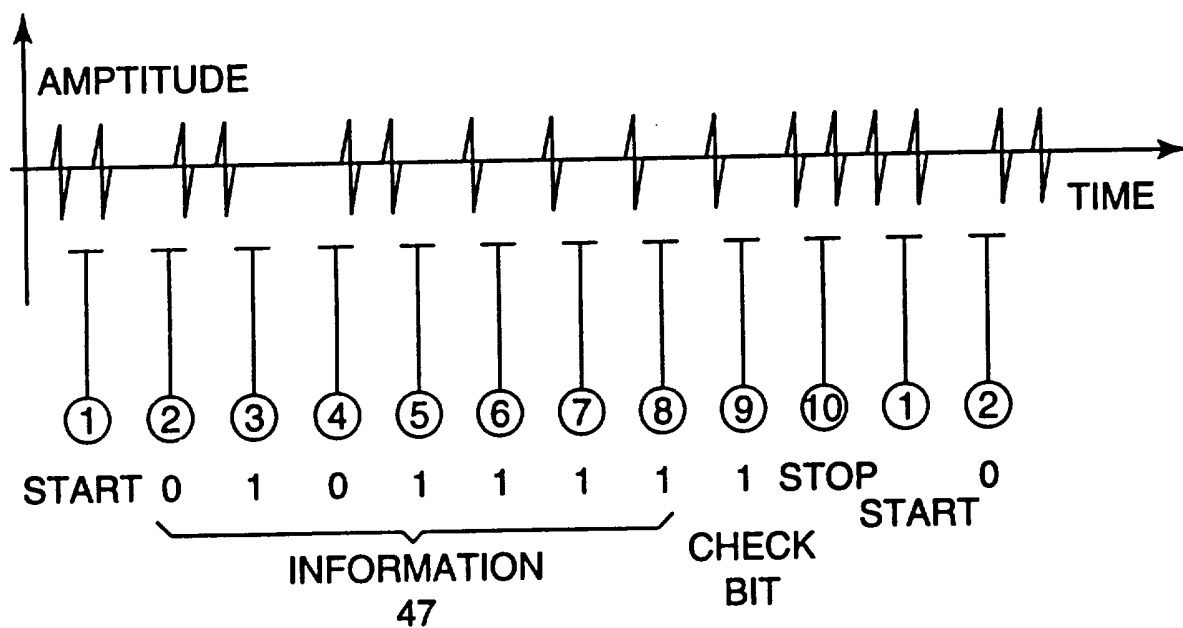 AMPTITUDE
TIME
1 2 3 4 5 6 7 8 9 10 1 2
START 0 1 0 1 1 1 1 1 STOP START 0
INFORMATION
47
CHECK
BIT